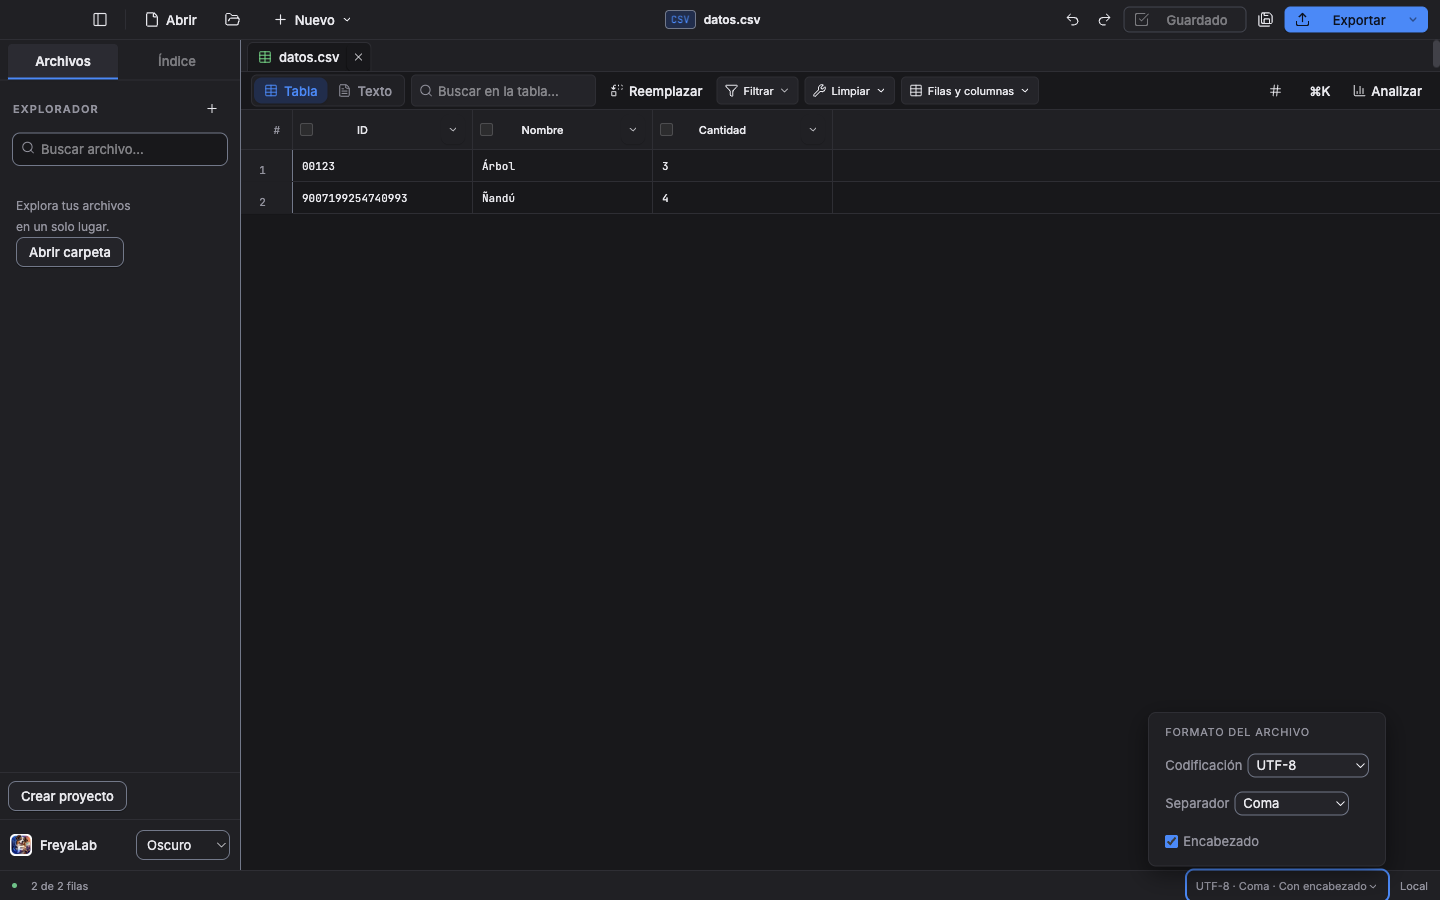 Abrir
Nuevo
CSV datos.csv
Guardado
Exportar
Archivos
Índice
datos.csv
Tabla
Texto
Buscar en la tabla...
Reemplazar
Filtrar
Limpiar
Filas y columnas
#
⌘K
Analizar
EXPLORADOR
Buscar archivo...
Explora tus archivos
en un solo lugar.
Abrir carpeta
# ID Nombre Cantidad
1 00123 Árbol 3
2 9007199254740993 Ñandú 4
FORMATO DEL ARCHIVO
Codificación UTF-8
Separador Coma
Encabezado
Crear proyecto
FreyaLab
Oscuro
2 de 2 filas
UTF-8 · Coma · Con encabezado
Local